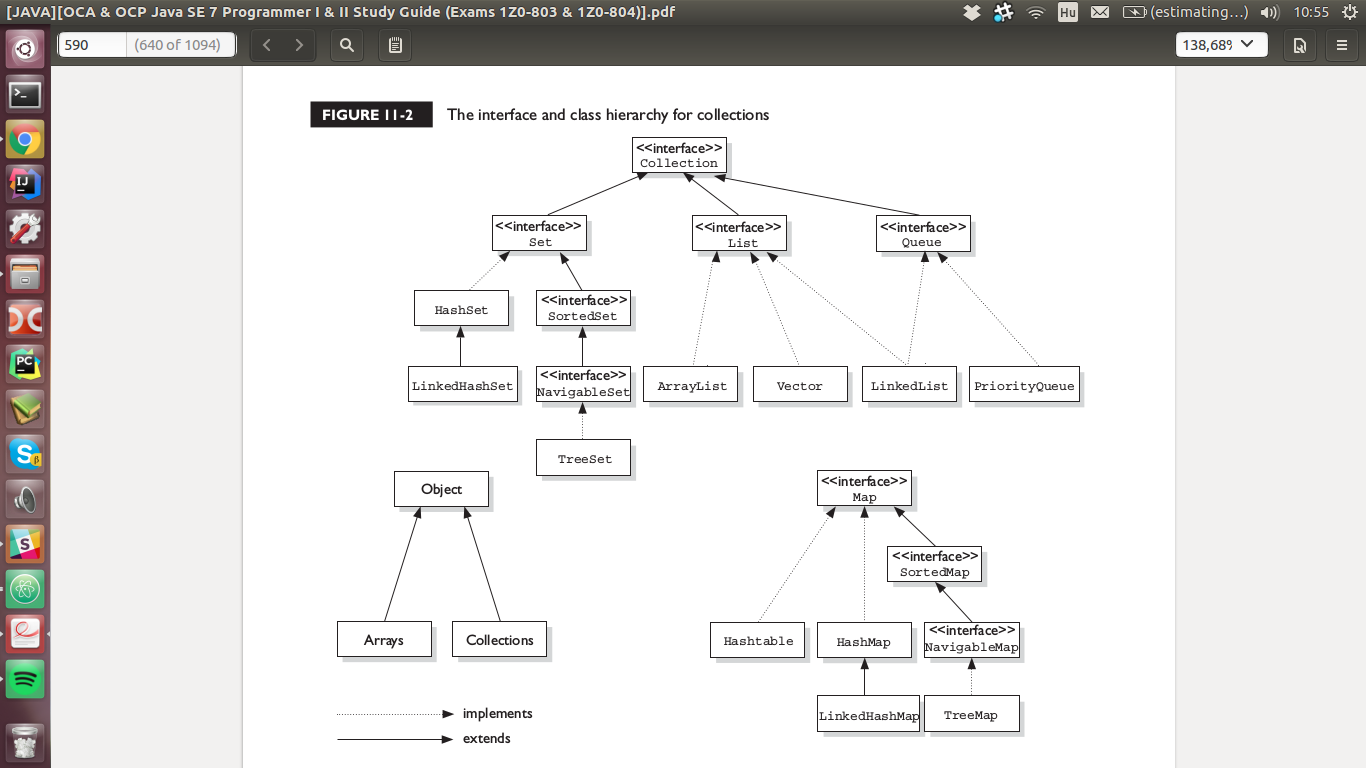 [JAVA][OCA & OCP Java SE 7 Programmer I & II Study Guide (Exams 1Z0-803 & 1Z0-804)].pdf
Hu
(estimating...)
10:55
590
(640 of 1094)
138,68%
FIGURE 11-2
The interface and class hierarchy for collections
<<interface>>
Collection
<<interface>>
Set
<<interface>>
List
<<interface>>
Queue
HashSet
<<interface>>
SortedSet
LinkedHashSet
<<interface>>
NavigableSet
ArrayList
Vector
LinkedList
PriorityQueue
TreeSet
Object
<<interface>>
Map
<<interface>>
SortedMap
Arrays
Collections
Hashtable
HashMap
<<interface>>
NavigableMap
LinkedHashMap
TreeMap
implements
extends
IJ
PC
S
β
S